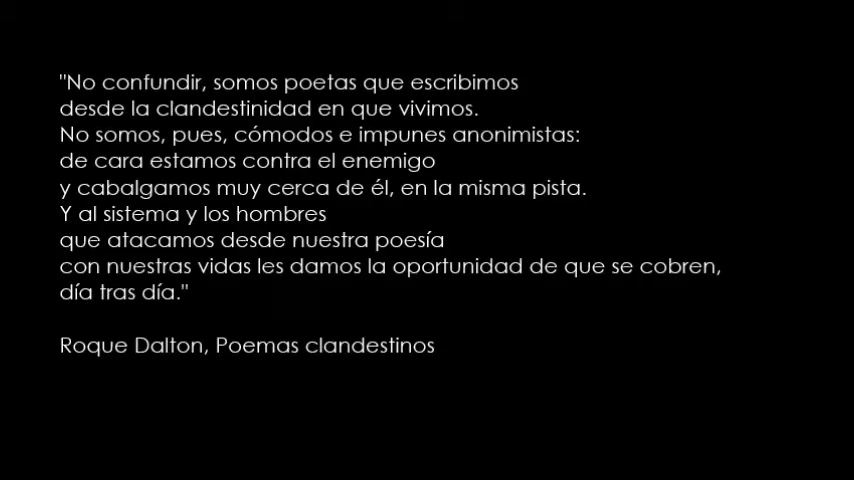 "No confundir, somos poetas que escribimos
desde la clandestinidad en que vivimos.
No somos, pues, cómodos e impunes anonimistas:
de cara estamos contra el enemigo
y cabalgamos muy cerca de él, en la misma pista.
Y al sistema y los hombres
que atacamos desde nuestra poesía
con nuestras vidas les damos la oportunidad de que se cobren,
día tras día."
Roque Dalton, Poemas clandestinos